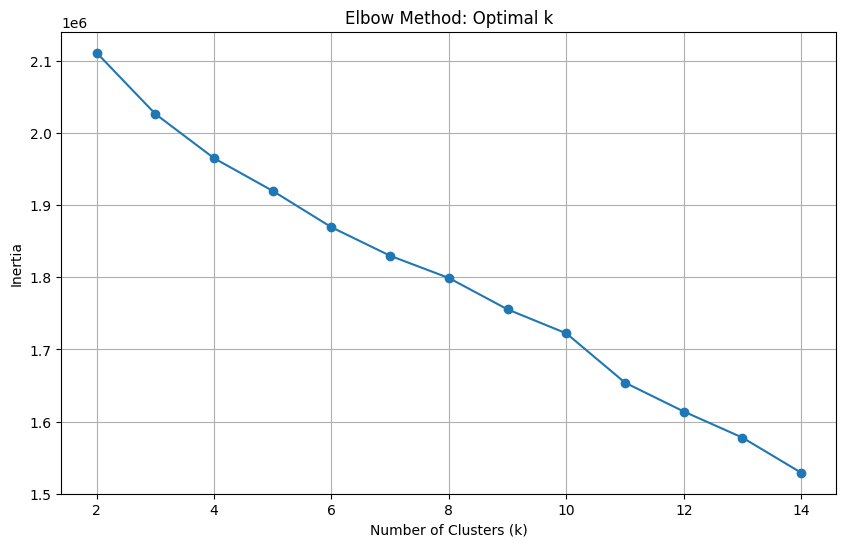 Elbow Method: Optimal k
1e6
2.1
2.0
1.9
1.8
1.7
1.6
1.5
Inertia
2 4 6 8 10 12 14
Number of Clusters (k)